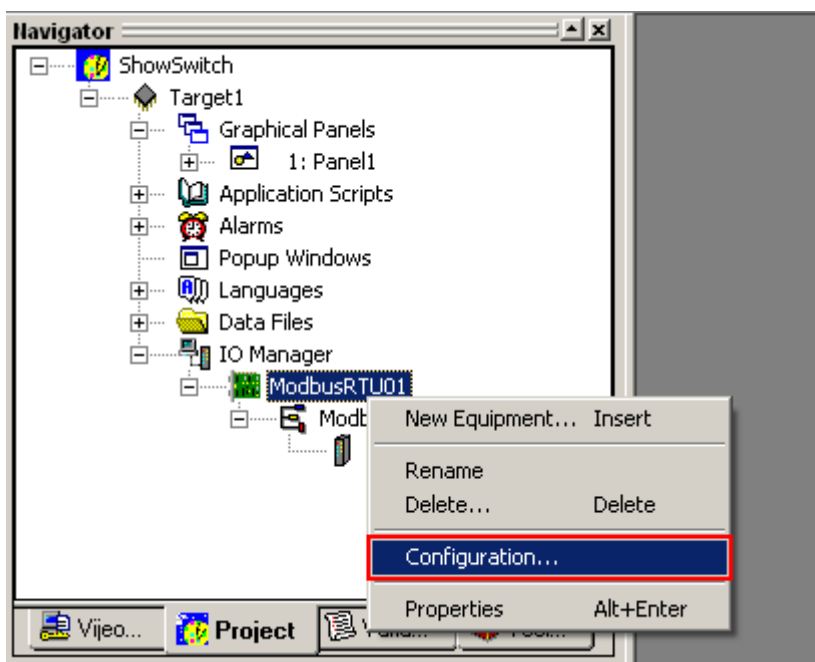 Navigator
ShowSwitch
Target1
Graphical Panels
1: Panel1
Application Scripts
Alarms
Popup Windows
Languages
Data Files
IO Manager
ModbusRTU01
New Equipment... Insert
Rename
Delete... Delete
Configuration...
Properties Alt+Enter
Vijeo... Project